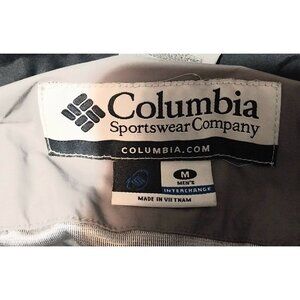 Columbia
Sportswear Company
COLUMBIA.COM
M
MEN'S
INTERCHANGE
MADE IN VIETNAM